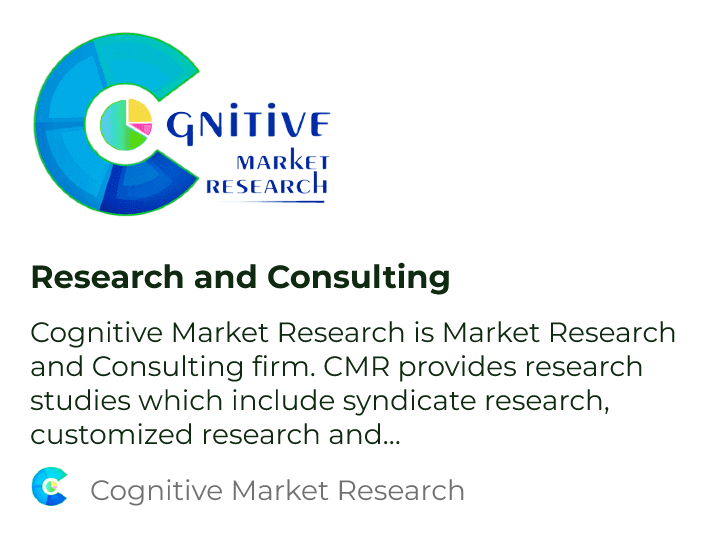 COGNITIVE
MARKET
RESEARCH
Research and Consulting
Cognitive Market Research is Market Research
and Consulting firm. CMR provides research
studies which include syndicate research,
customized research and...
Cognitive Market Research